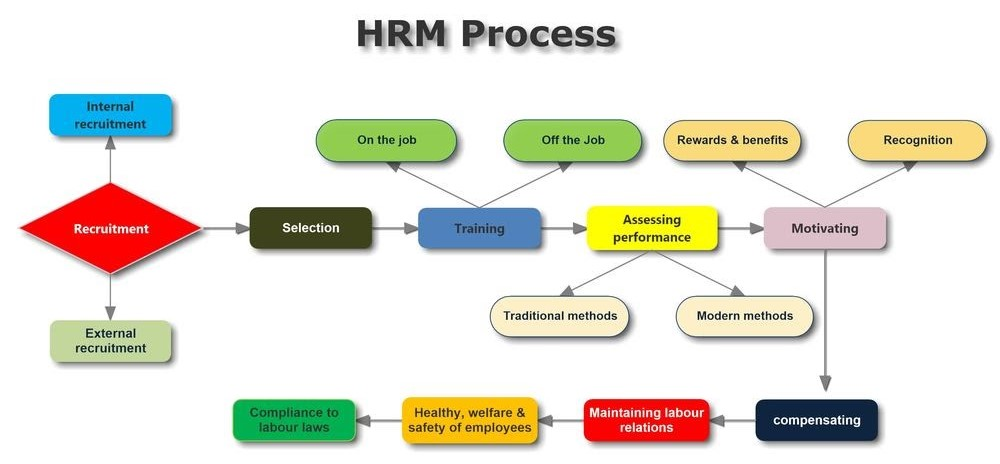 HRM Process
Internal
recruitment
On the job
Off the Job
Rewards & benefits
Recognition
Recruitment
Selection
Training
Assessing
performance
Motivating
Traditional methods
Modern methods
External
recruitment
Compliance to
labour laws
Healthy, welfare &
safety of employees
Maintaining labour
relations
compensating